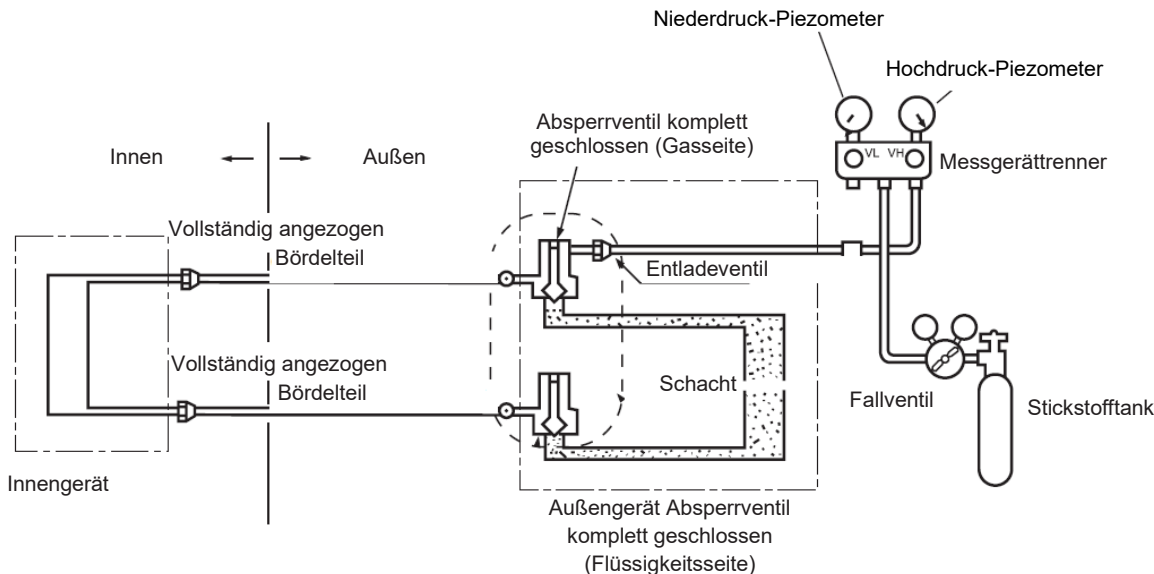 Niederdruck-Piezometer
Hochdruck-Piezometer
Absperrventil komplett
geschlossen (Gasseite)
Innen
Außen
VL VH
Messgerättrenner
Vollständig angezogen
Bördelteil
Entladeventil
Vollständig angezogen
Bördelteil
Schacht
Fallventil
Stickstofftank
Innengerät
Außengerät Absperrventil
komplett geschlossen
(Flüssigkeitsseite)